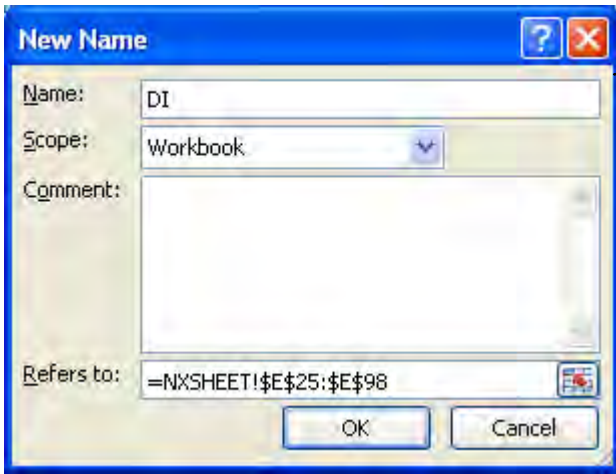 New Name
Name: DI
Scope: Workbook
Comment:
Refers to: =NXSHEET!$E$25:$E$98
OK Cancel